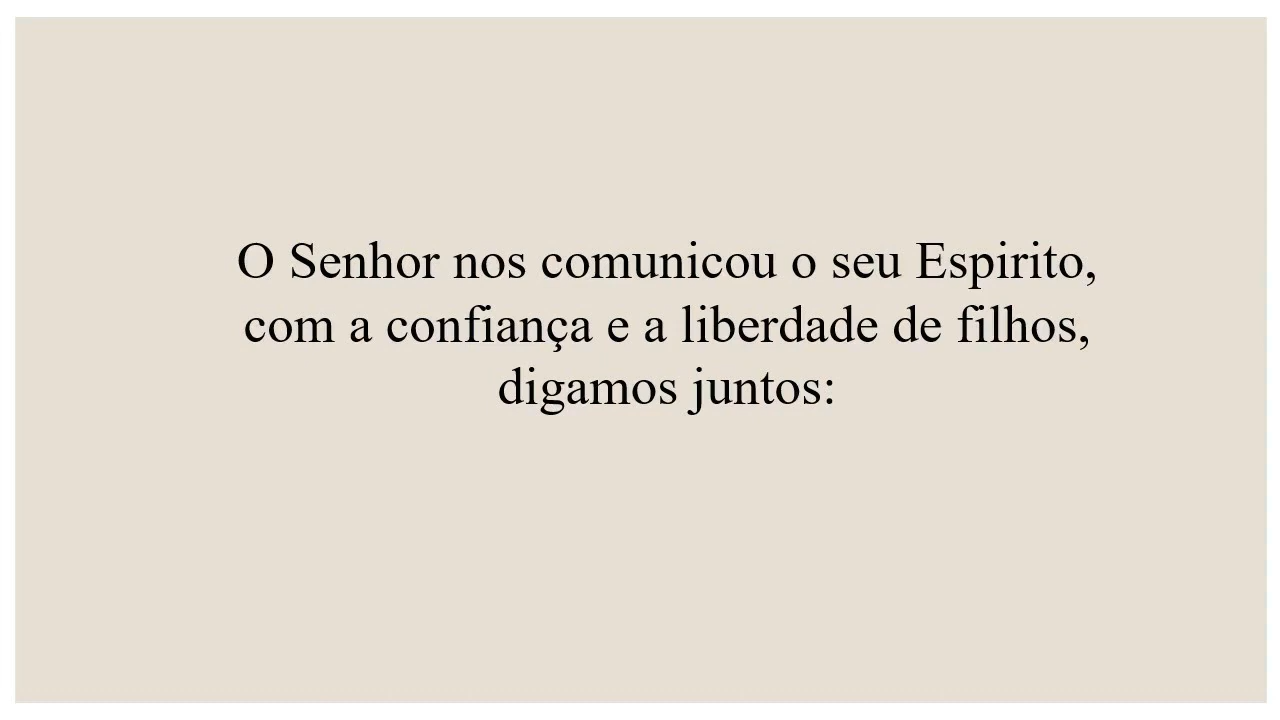 O Senhor nos comunicou o seu Espirito,
com a confiança e a liberdade de filhos,
digamos juntos: